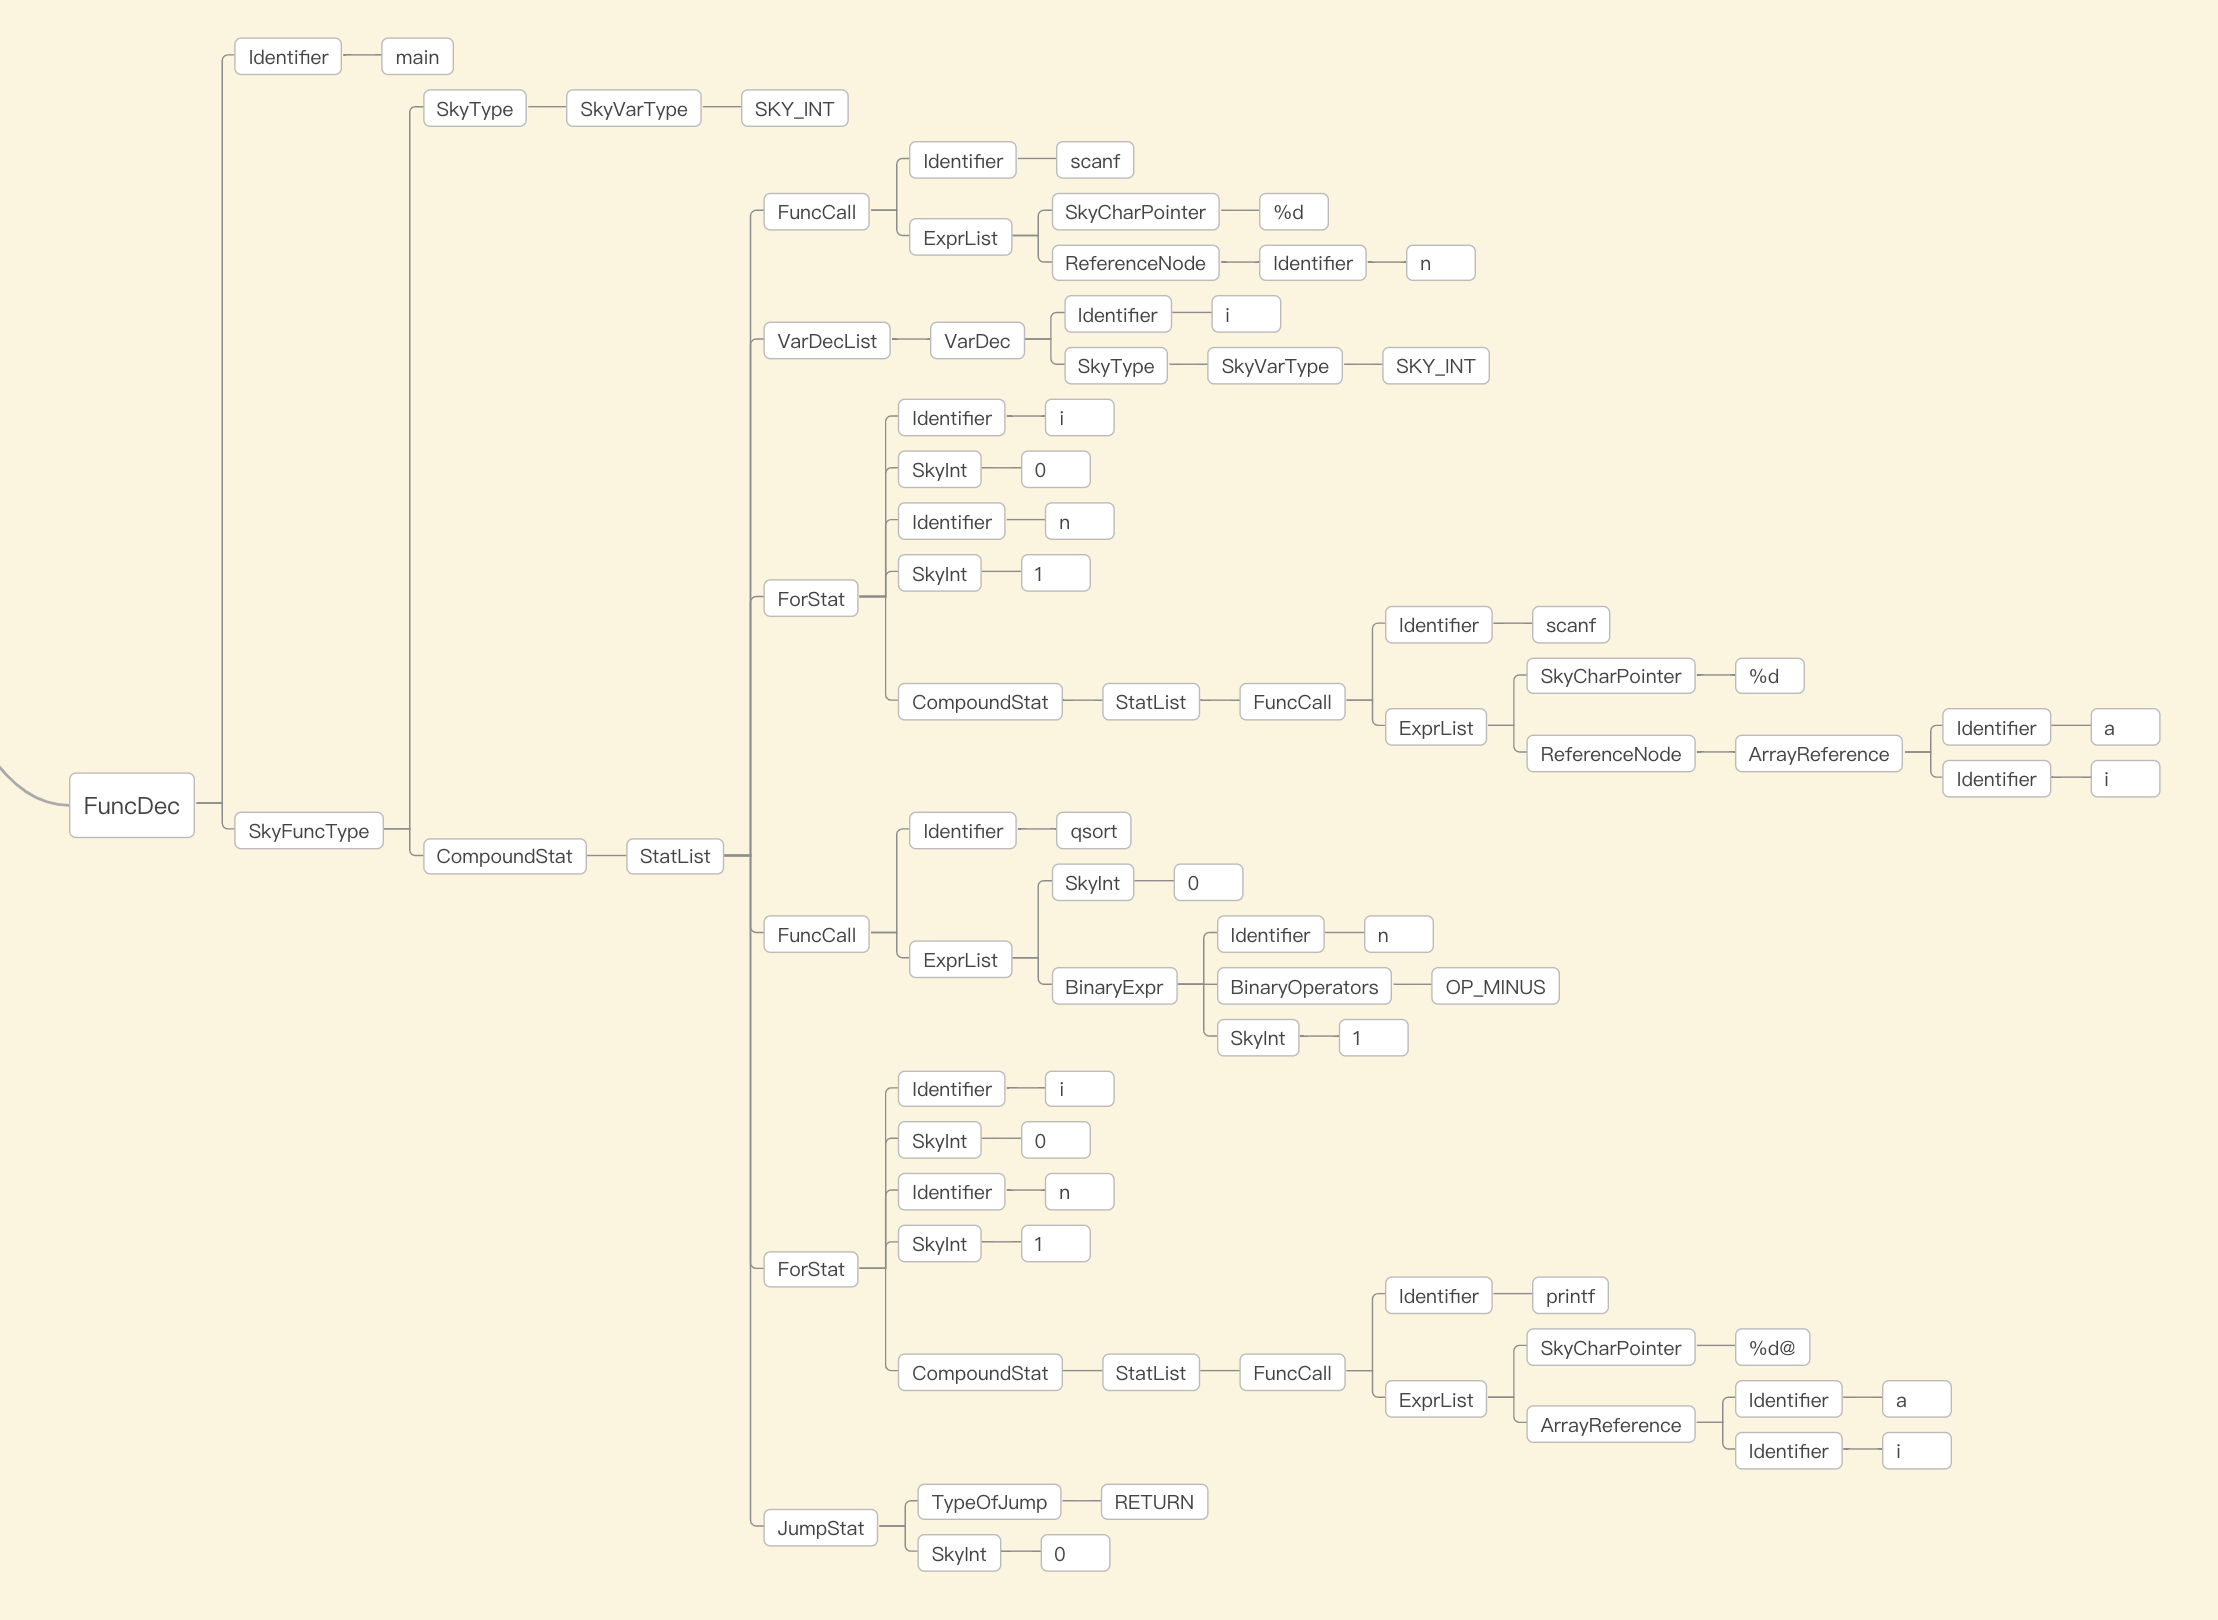 Identifier main
SkyType SkyVarType SKY_INT
Identifier scanf
FuncCall SkyCharPointer %d
ExprList
ReferenceNode Identifier n
Identifier i
VarDecList VarDec
SkyType SkyVarType SKY_INT
Identifier i
SkyInt 0
Identifier n
SkyInt 1
ForStat
Identifier scanf
SkyCharPointer %d
CompoundStat StatList FuncCall
ExprList Identifier a
ReferenceNode ArrayReference
Identifier i
FuncDec
SkyFuncType Identifier qsort
CompoundStat StatList
SkyInt 0
FuncCall Identifier n
ExprList
BinaryExpr BinaryOperators OP_MINUS
SkyInt 1
Identifier i
SkyInt 0
Identifier n
SkyInt 1
ForStat
Identifier printf
SkyCharPointer %d@
CompoundStat StatList FuncCall
ExprList Identifier a
ArrayReference
Identifier i
TypeOfJump RETURN
JumpStat
SkyInt 0